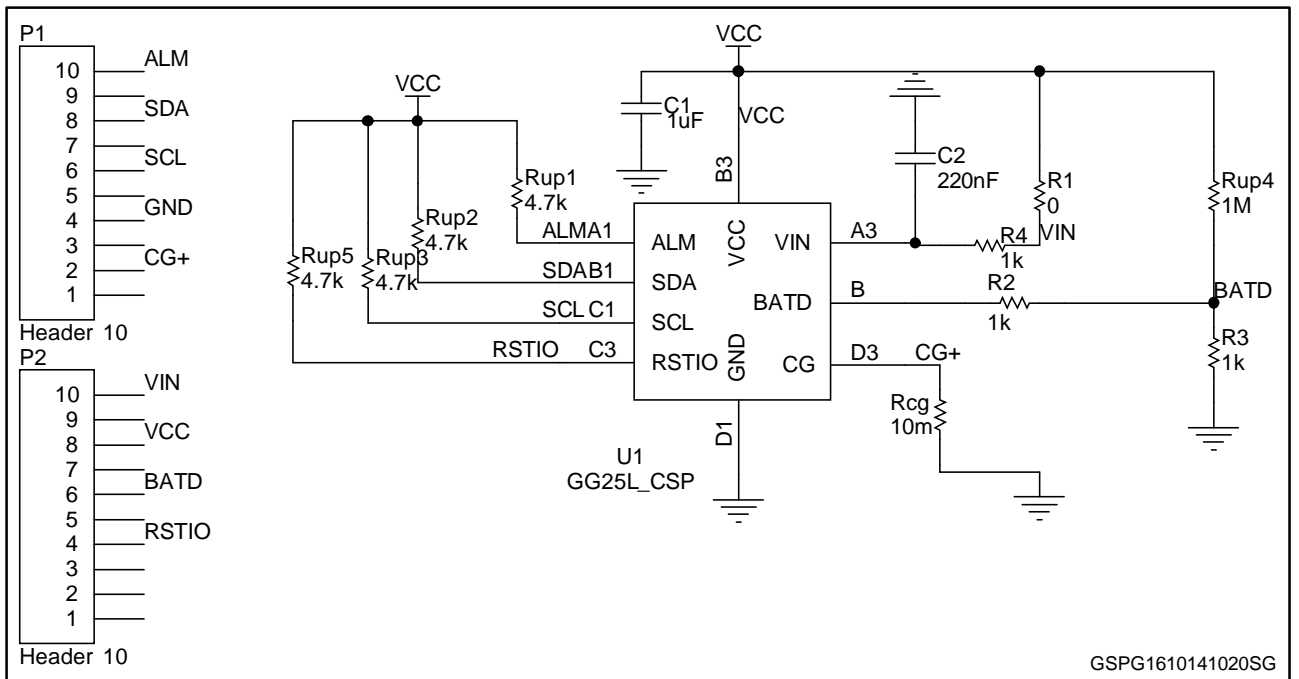 P1
10 ALM
9
8 SDA
7
6 SCL
5
4 GND
3
2 CG+
1
Header 10
P2
10 VIN
9
8 VCC
7
6 BATD
5
4 RSTIO
3
2
1
Header 10
VCC
Rup5
4.7k
Rup3
4.7k
Rup2
4.7k
Rup1
4.7k
VCC
C1
1uF
VCC
B3
C2
220nF
R1
0
VIN
R4
1k
Rup4
1M
ALM A1
SDA B1
SCL C1
RSTIO C3
ALM
SDA
SCL
RSTIO
VCC
GND
VIN
BATD
CG
A3
B
D3 CG+
R2
1k
BATD
R3
1k
Rcg
10m
D1
U1
GG25L_CSP
GSPG1610141020SG